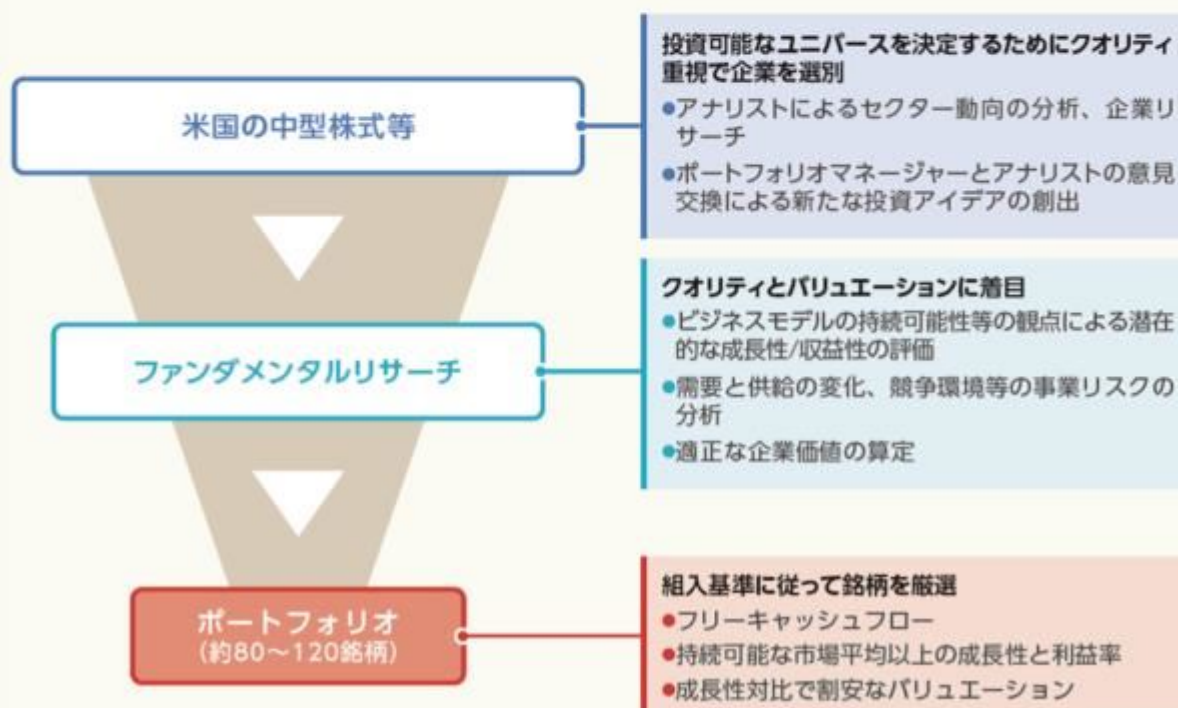 米国の中型株式等
投資可能なユニバースを決定するためにクオリティ
重視で企業を選別
●アナリストによるセクター動向の分析、企業リ
サーチ
●ポートフォリオマネージャーとアナリストの意見
交換による新たな投資アイデアの創出
ファンダメンタルリサーチ
クオリティとバリュエーションに着目
●ビジネスモデルの持続可能性等の観点による潜在
的な成長性/収益性の評価
●需要と供給の変化、競争環境等の事業リスクの
分析
●適正な企業価値の算定
ポートフォリオ
(約80～120銘柄)
組入基準に従って銘柄を厳選
●フリーキャッシュフロー
●持続可能な市場平均以上の成長性と利益率
●成長性対比で割安なバリュエーション